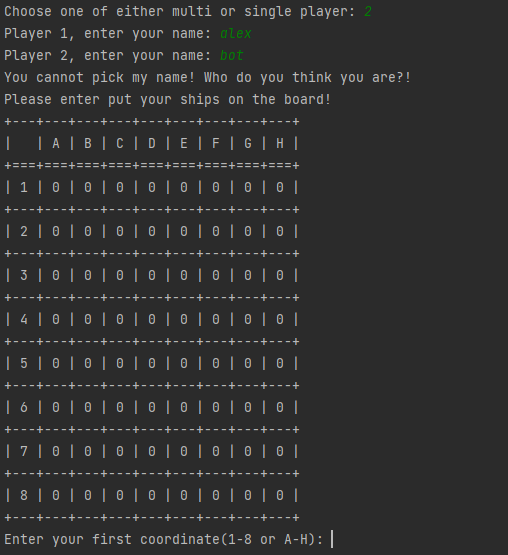 Choose one of either multi or single player: 2
Player 1, enter your name: alex
Player 2, enter your name: bot
You cannot pick my name! Who do you think you are?!
Please enter put your ships on the board!
+---+---+---+---+---+---+---+---+---+
|   | A | B | C | D | E | F | G | H |
+===+===+===+===+===+===+===+===+===+
| 1 | 0 | 0 | 0 | 0 | 0 | 0 | 0 | 0 |
+---+---+---+---+---+---+---+---+---+
| 2 | 0 | 0 | 0 | 0 | 0 | 0 | 0 | 0 |
+---+---+---+---+---+---+---+---+---+
| 3 | 0 | 0 | 0 | 0 | 0 | 0 | 0 | 0 |
+---+---+---+---+---+---+---+---+---+
| 4 | 0 | 0 | 0 | 0 | 0 | 0 | 0 | 0 |
+---+---+---+---+---+---+---+---+---+
| 5 | 0 | 0 | 0 | 0 | 0 | 0 | 0 | 0 |
+---+---+---+---+---+---+---+---+---+
| 6 | 0 | 0 | 0 | 0 | 0 | 0 | 0 | 0 |
+---+---+---+---+---+---+---+---+---+
| 7 | 0 | 0 | 0 | 0 | 0 | 0 | 0 | 0 |
+---+---+---+---+---+---+---+---+---+
| 8 | 0 | 0 | 0 | 0 | 0 | 0 | 0 | 0 |
+---+---+---+---+---+---+---+---+---+
Enter your first coordinate(1-8 or A-H):